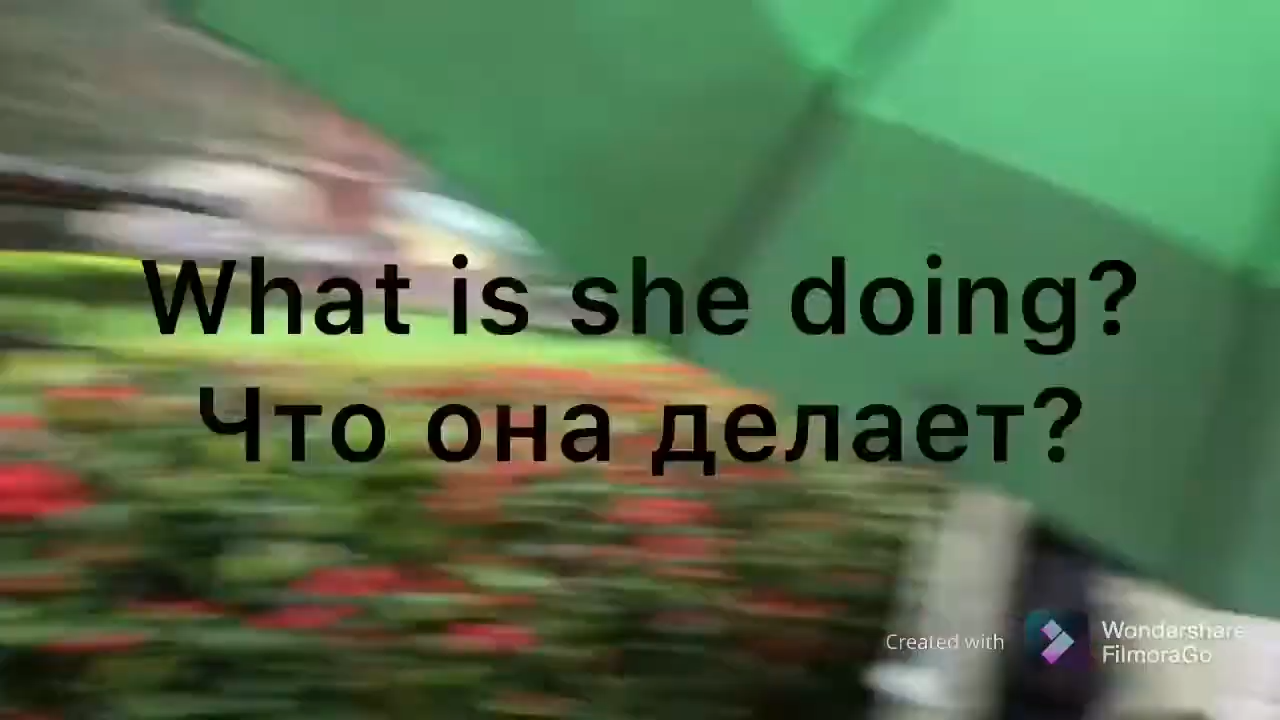 What is she doing?
Что она делает?
Created with
Wondershare
FilmoraGo